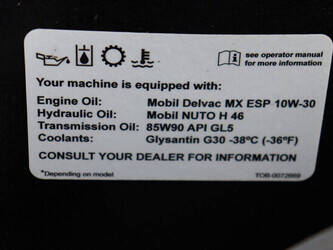 see operator manual
for more information
Your machine is equipped with:
Engine Oil: Mobil Delvac MX ESP 10W-30
Hydraulic Oil: Mobil NUTO H 46
Transmission Oil: 85W90 API GL5
Coolants: Glysantin G30 -38ºC (-36ºF)
CONSULT YOUR DEALER FOR INFORMATION
*Depending on model TOB-0072669